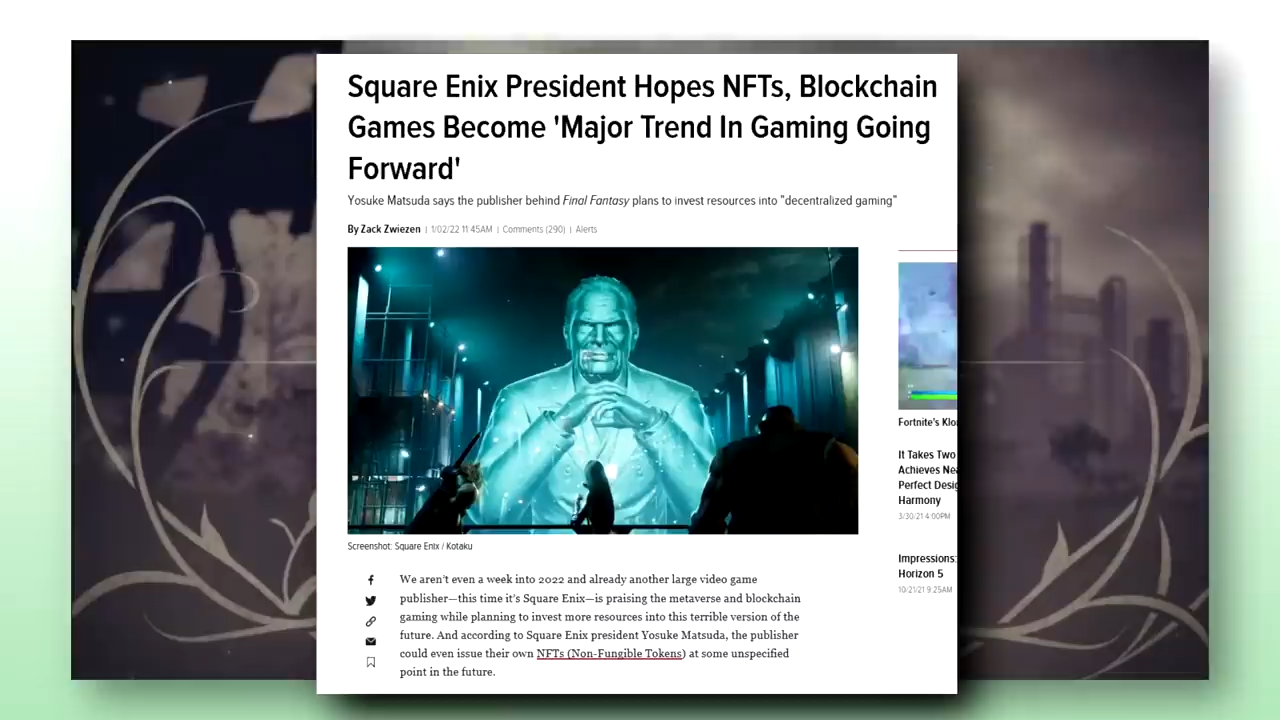 Square Enix President Hopes NFTs, Blockchain
Games Become 'Major Trend In Gaming Going
Forward'
Yosuke Matsuda says the publisher behind Final Fantasy plans to invest resources into "decentralized gaming"
By Zack Zwiezen | 1/02/22 11:45AM | Comments (290) | Alerts
Screenshot: Square Enix / Kotaku
We aren't even a week into 2022 and already another large video game
publisher—this time it's Square Enix—is praising the metaverse and blockchain
gaming while planning to invest more resources into this terrible version of the
future. And according to Square Enix president Yosuke Matsuda, the publisher
could even issue their own NFTs (Non-Fungible Tokens) at some unspecified
point in the future.
Fortnite's
It Takes Two
Achieves
Perfect
Harmony
3/30/21 4:00PM
Impressions:
Horizon 5
10/21/21 9:25AM